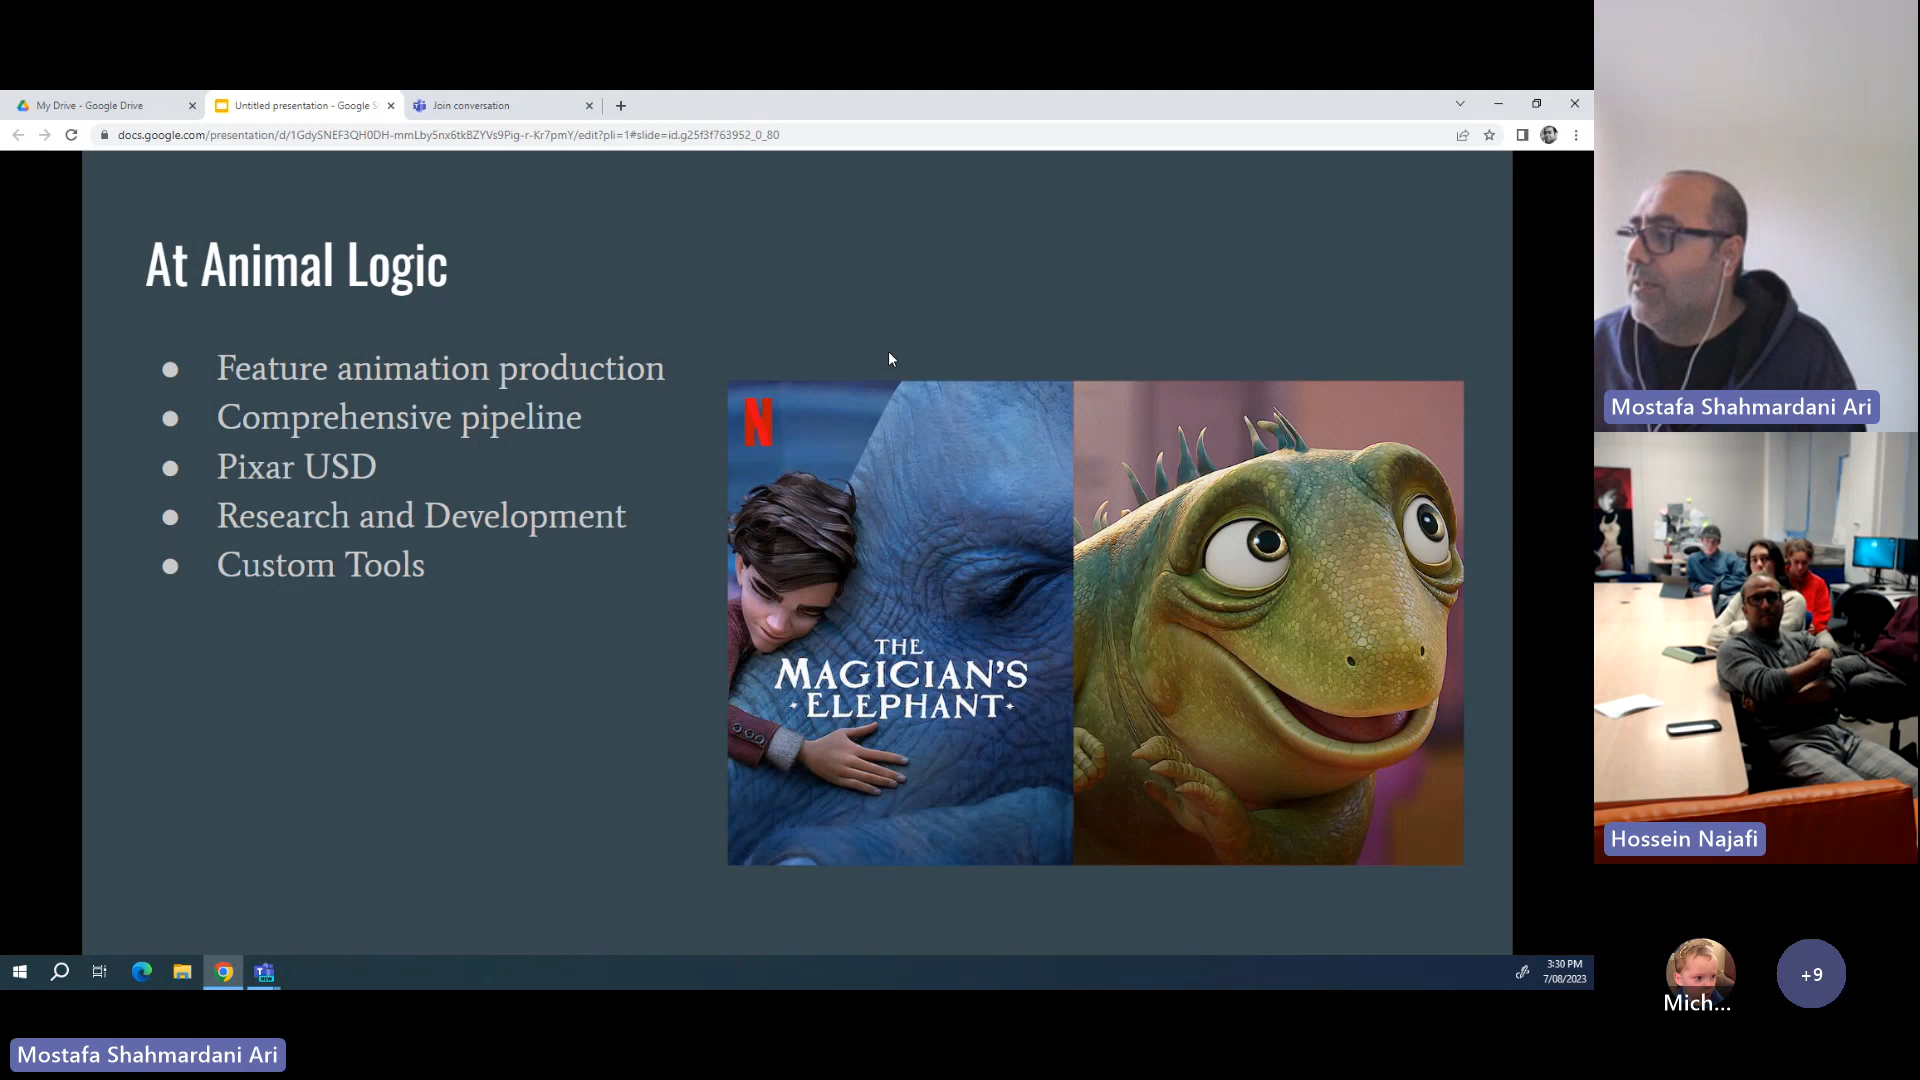 My Drive - Google Drive
Untitled presentation - Google S
Join conversation
docs.google.com/presentation/d/1GdySNEF3QH0DH-mmLby5nx6tkBZYVs9Pig-r-Kr7pmY/edit?pli=1#slide=id.g25f3f763952_0_80
At Animal Logic
● Feature animation production
● Comprehensive pipeline
● Pixar USD
● Research and Development
● Custom Tools
N
THE
MAGICIAN'S
ELEPHANT
Mostafa Shahmardani Ari
Hossein Najafi
Mich...
+9
3:30 PM
7/08/2023
Mostafa Shahmardani Ari